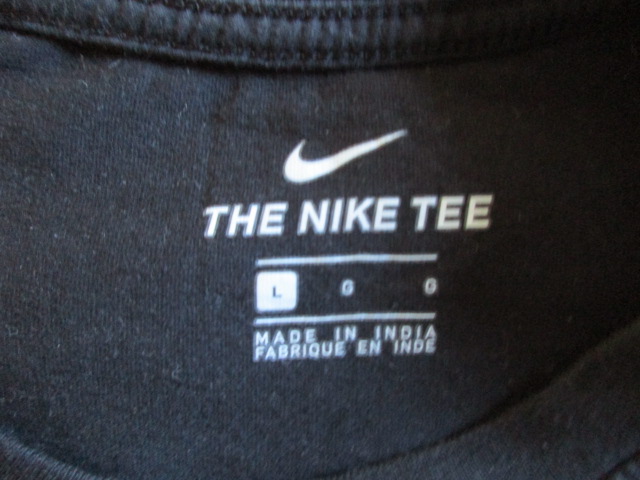 THE NIKE TEE
L G G
MADE IN INDIA
FABRIQUE EN INDE